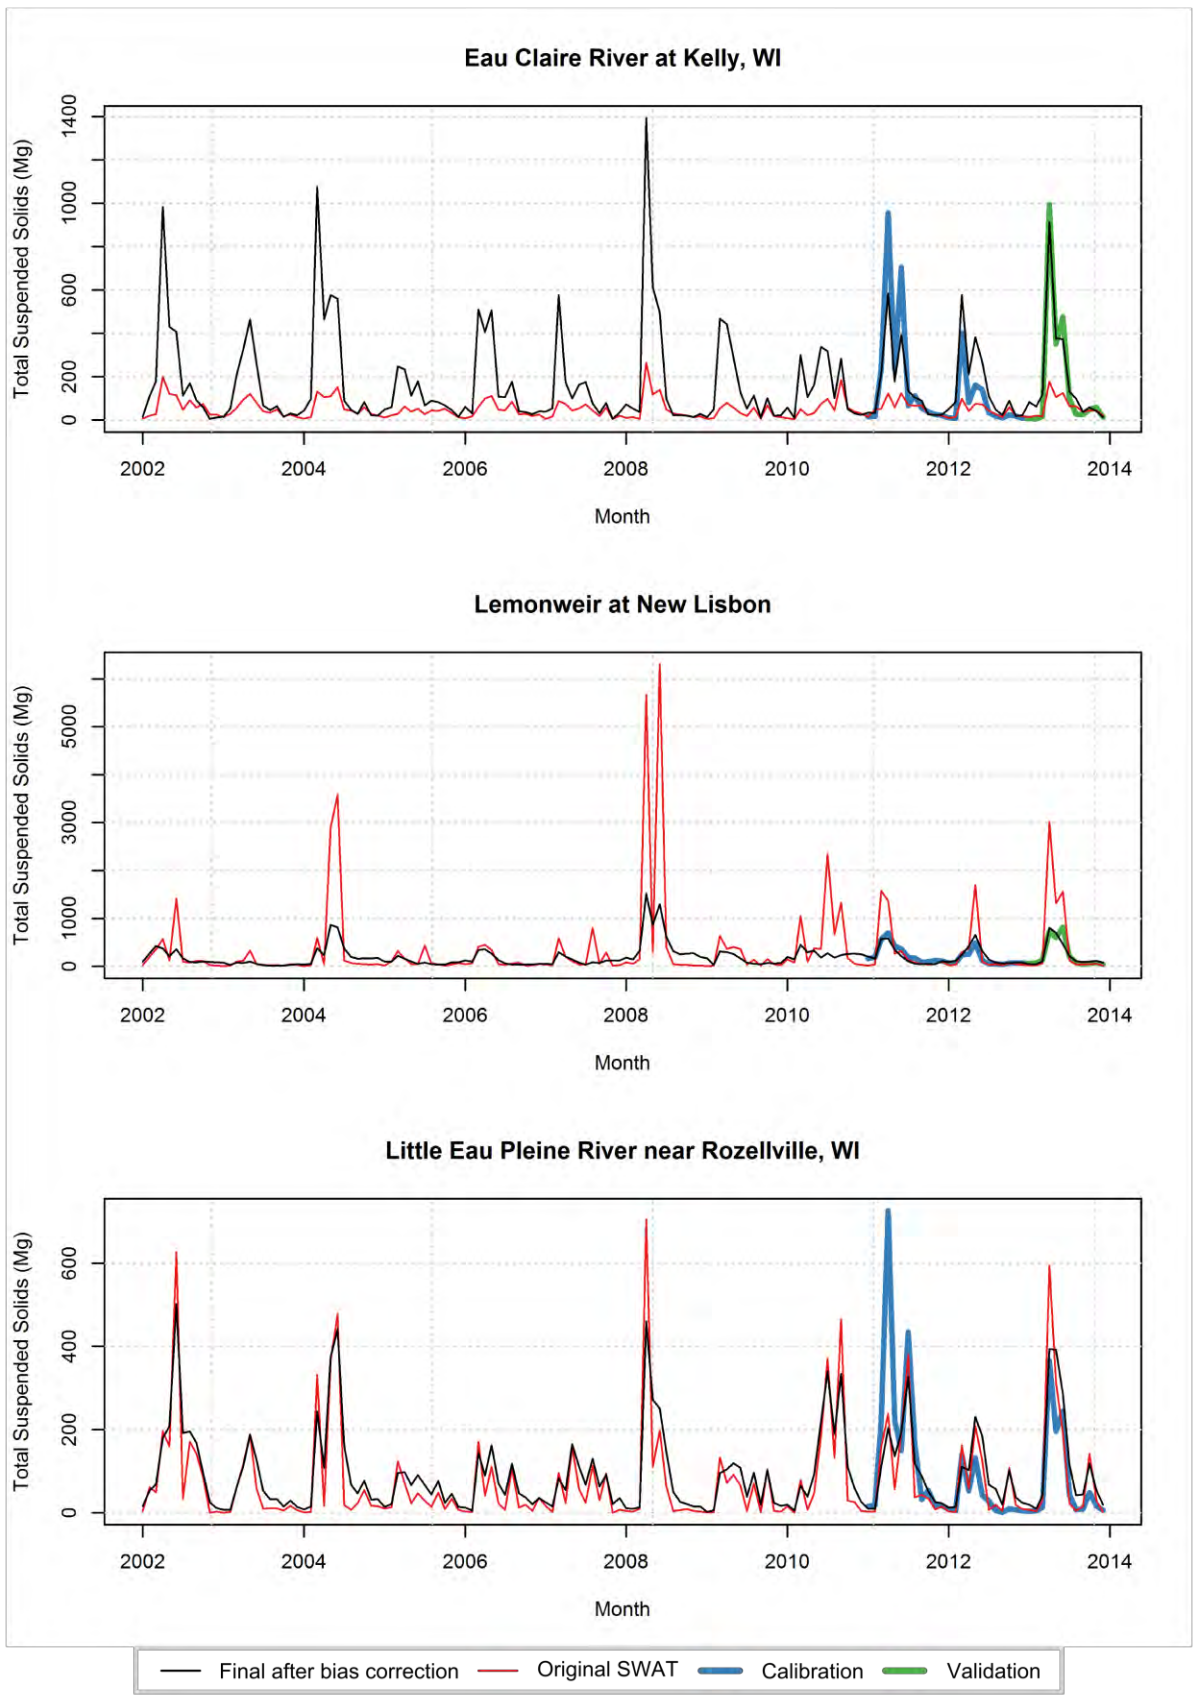 Eau Claire River at Kelly, WI
Total Suspended Solids (Mg)
1400
1000
600
200
0
2002 2004 2006 2008 2010 2012 2014
Month
Lemonweir at New Lisbon
Total Suspended Solids (Mg)
5000
3000
1000
0
2002 2004 2006 2008 2010 2012 2014
Month
Little Eau Pleine River near Rozellville, WI
Total Suspended Solids (Mg)
600
400
200
0
2002 2004 2006 2008 2010 2012 2014
Month
Final after bias correction Original SWAT Calibration Validation